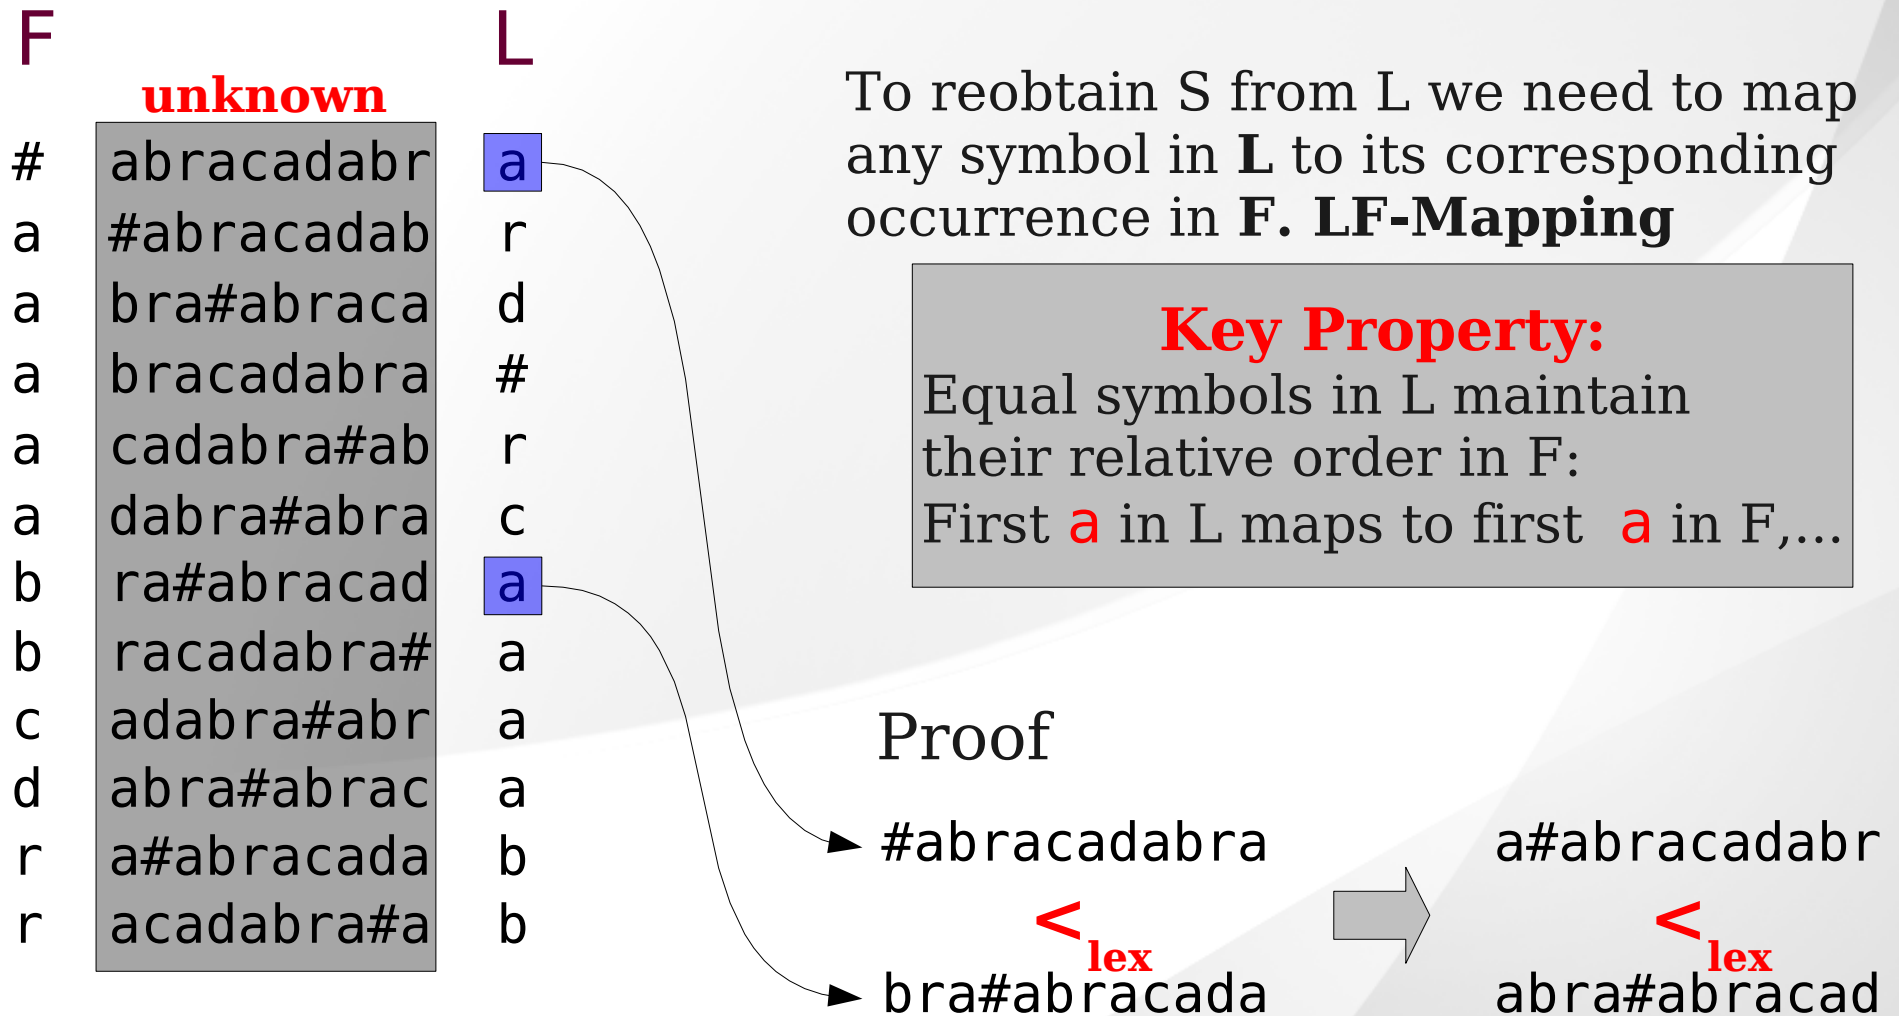 F L
unknown
# abracadabr a
a #abracadab r
a bra#abraca d
a bracadabra #
a cadabra#ab r
a dabra#abra c
b ra#abracad a
b racadabra# a
c adabra#abr a
d abra#abrac a
r a#abracada b
r acadabra#a b
To reobtain S from L we need to map
any symbol in L to its corresponding
occurrence in F. LF-Mapping
Key Property:
Equal symbols in L maintain
their relative order in F:
First a in L maps to first a in F,...
Proof
#abracadabra a#abracadabr
<lex <lex
bra#abracada abra#abracad